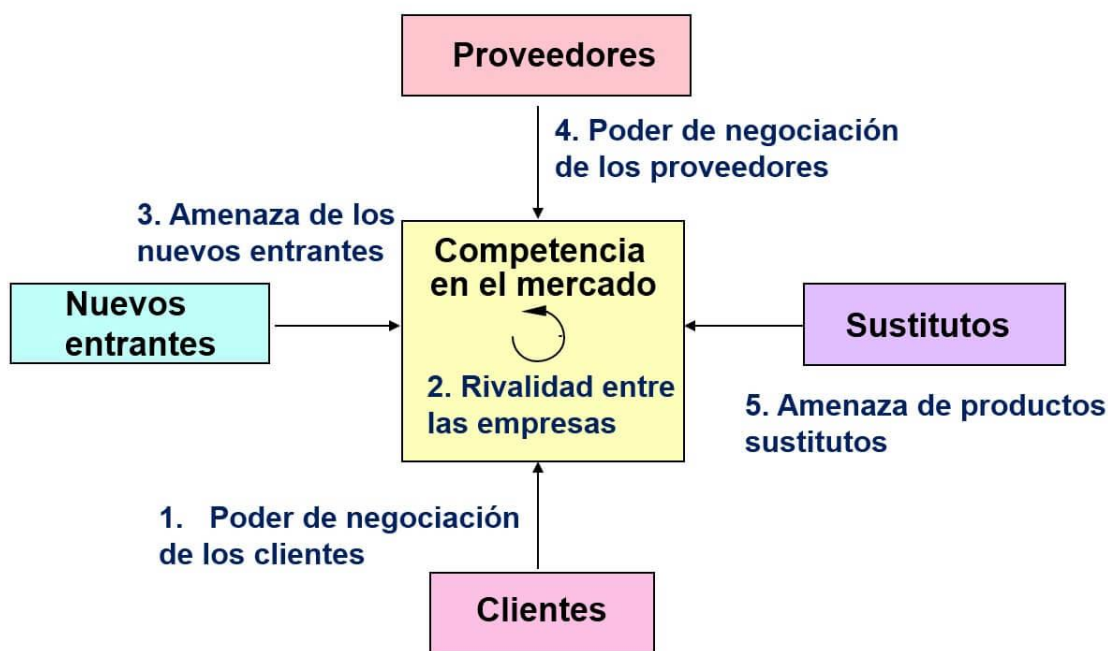 Proveedores
4. Poder de negociación
de los proveedores
3. Amenaza de los
nuevos entrantes
Competencia
en el mercado
Nuevos
entrantes
Sustitutos
2. Rivalidad entre
las empresas
5. Amenaza de productos
sustitutos
1. Poder de negociación
de los clientes
Clientes